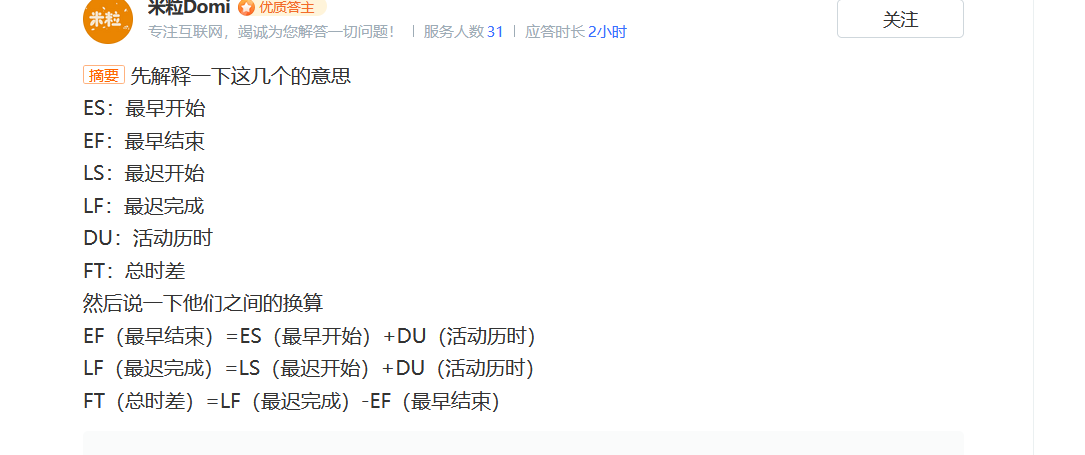 米粒Domi 优质答主
米粒
专注互联网，竭诚为您解答一切问题！ 服务人数 31 应答时长 2小时
关注
摘要 先解释一下这几个的意思
ES：最早开始
EF：最早结束
LS：最迟开始
LF：最迟完成
DU：活动历时
FT：总时差
然后说一下他们之间的换算
EF（最早结束）=ES（最早开始）+DU（活动历时）
LF（最迟完成）=LS（最迟开始）+DU（活动历时）
FT（总时差）=LF（最迟完成）-EF（最早结束）